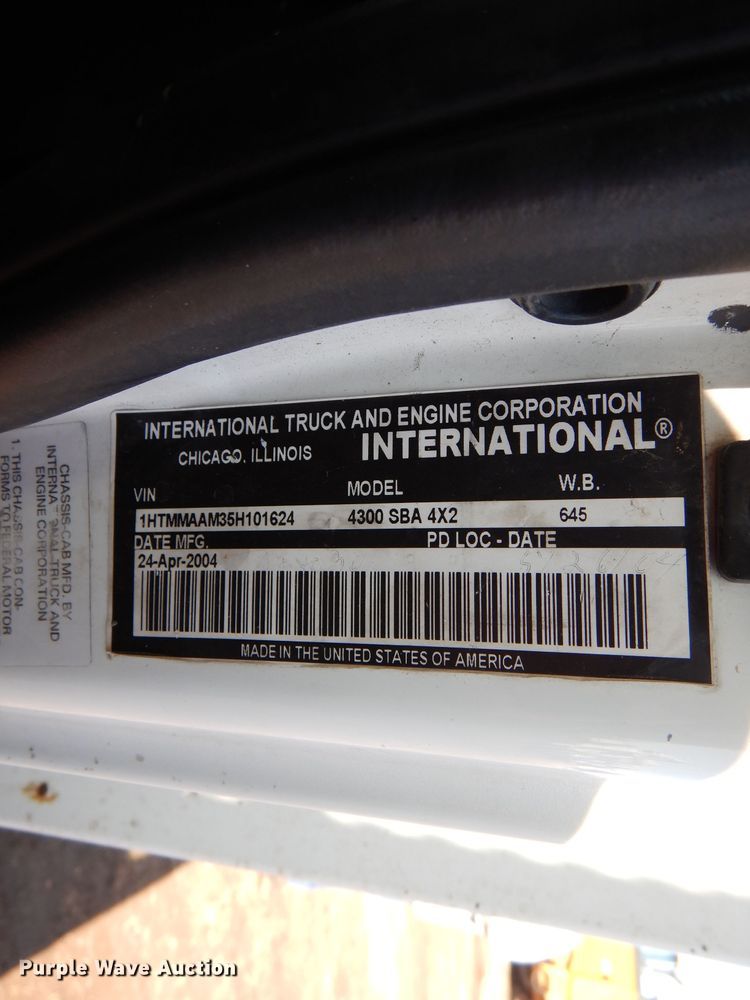 INTERNATIONAL TRUCK AND ENGINE CORPORATION
CHICAGO, ILLINOIS INTERNATIONAL®
VIN MODEL W.B.
1HTMMAAM35H101624 4300 SBA 4X2 645
DATE MFG. PD LOC - DATE
24-Apr-2004
MADE IN THE UNITED STATES OF AMERICA
CHASSIS-CAB MFD. BY
INTERNATIONAL TRUCK AND
ENGINE CORPORATION
1. THIS CHASSIS-CAB CON-
FORMS TO FEDERAL MOTOR
Purple Wave Auction